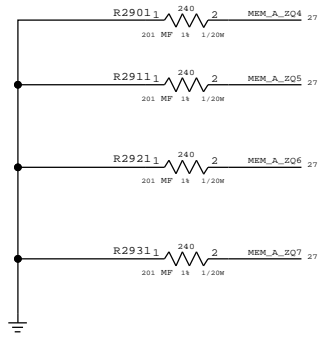 240
R2901 1 2 MEM_A_ZQ4 27
201 MF 1% 1/20W
240
R2911 1 2 MEM_A_ZQ5 27
201 MF 1% 1/20W
240
R2921 1 2 MEM_A_ZQ6 27
201 MF 1% 1/20W
240
R2931 1 2 MEM_A_ZQ7 27
201 MF 1% 1/20W